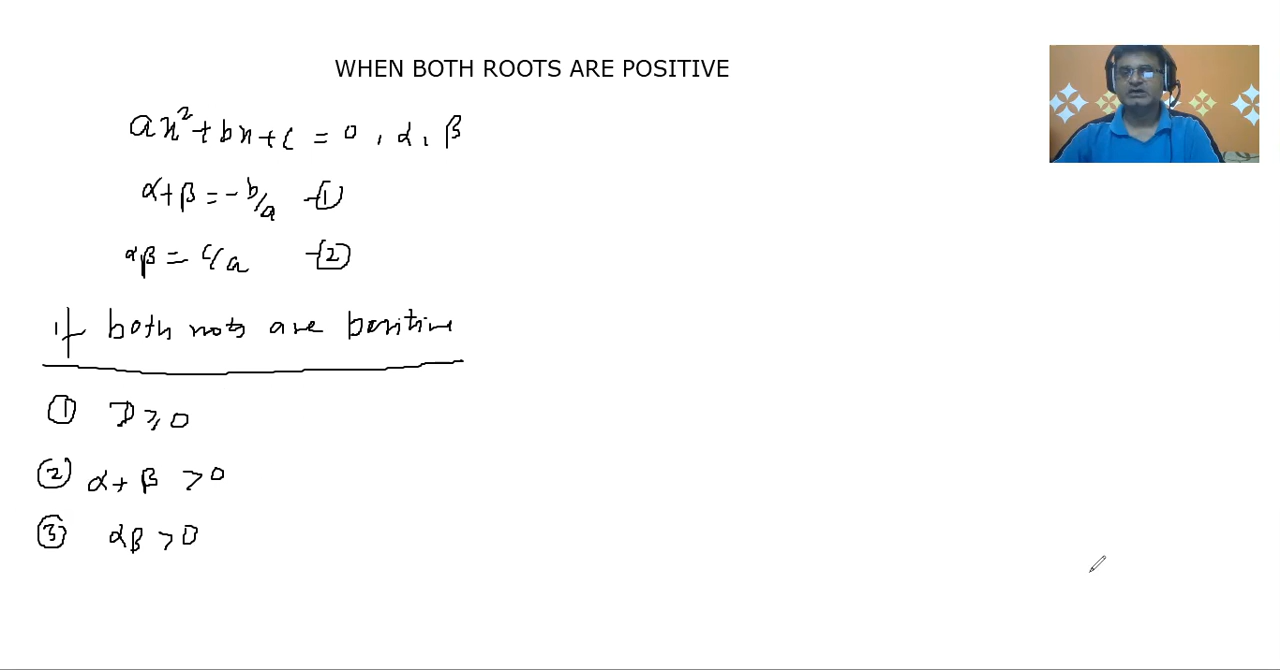 WHEN BOTH ROOTS ARE POSITIVE
ax²+bx+c = 0, α, β
α+β = -b/a -①
αβ = c/a -②
if both roots are positive
① D ≥ 0
② α+β > 0
③ αβ > 0